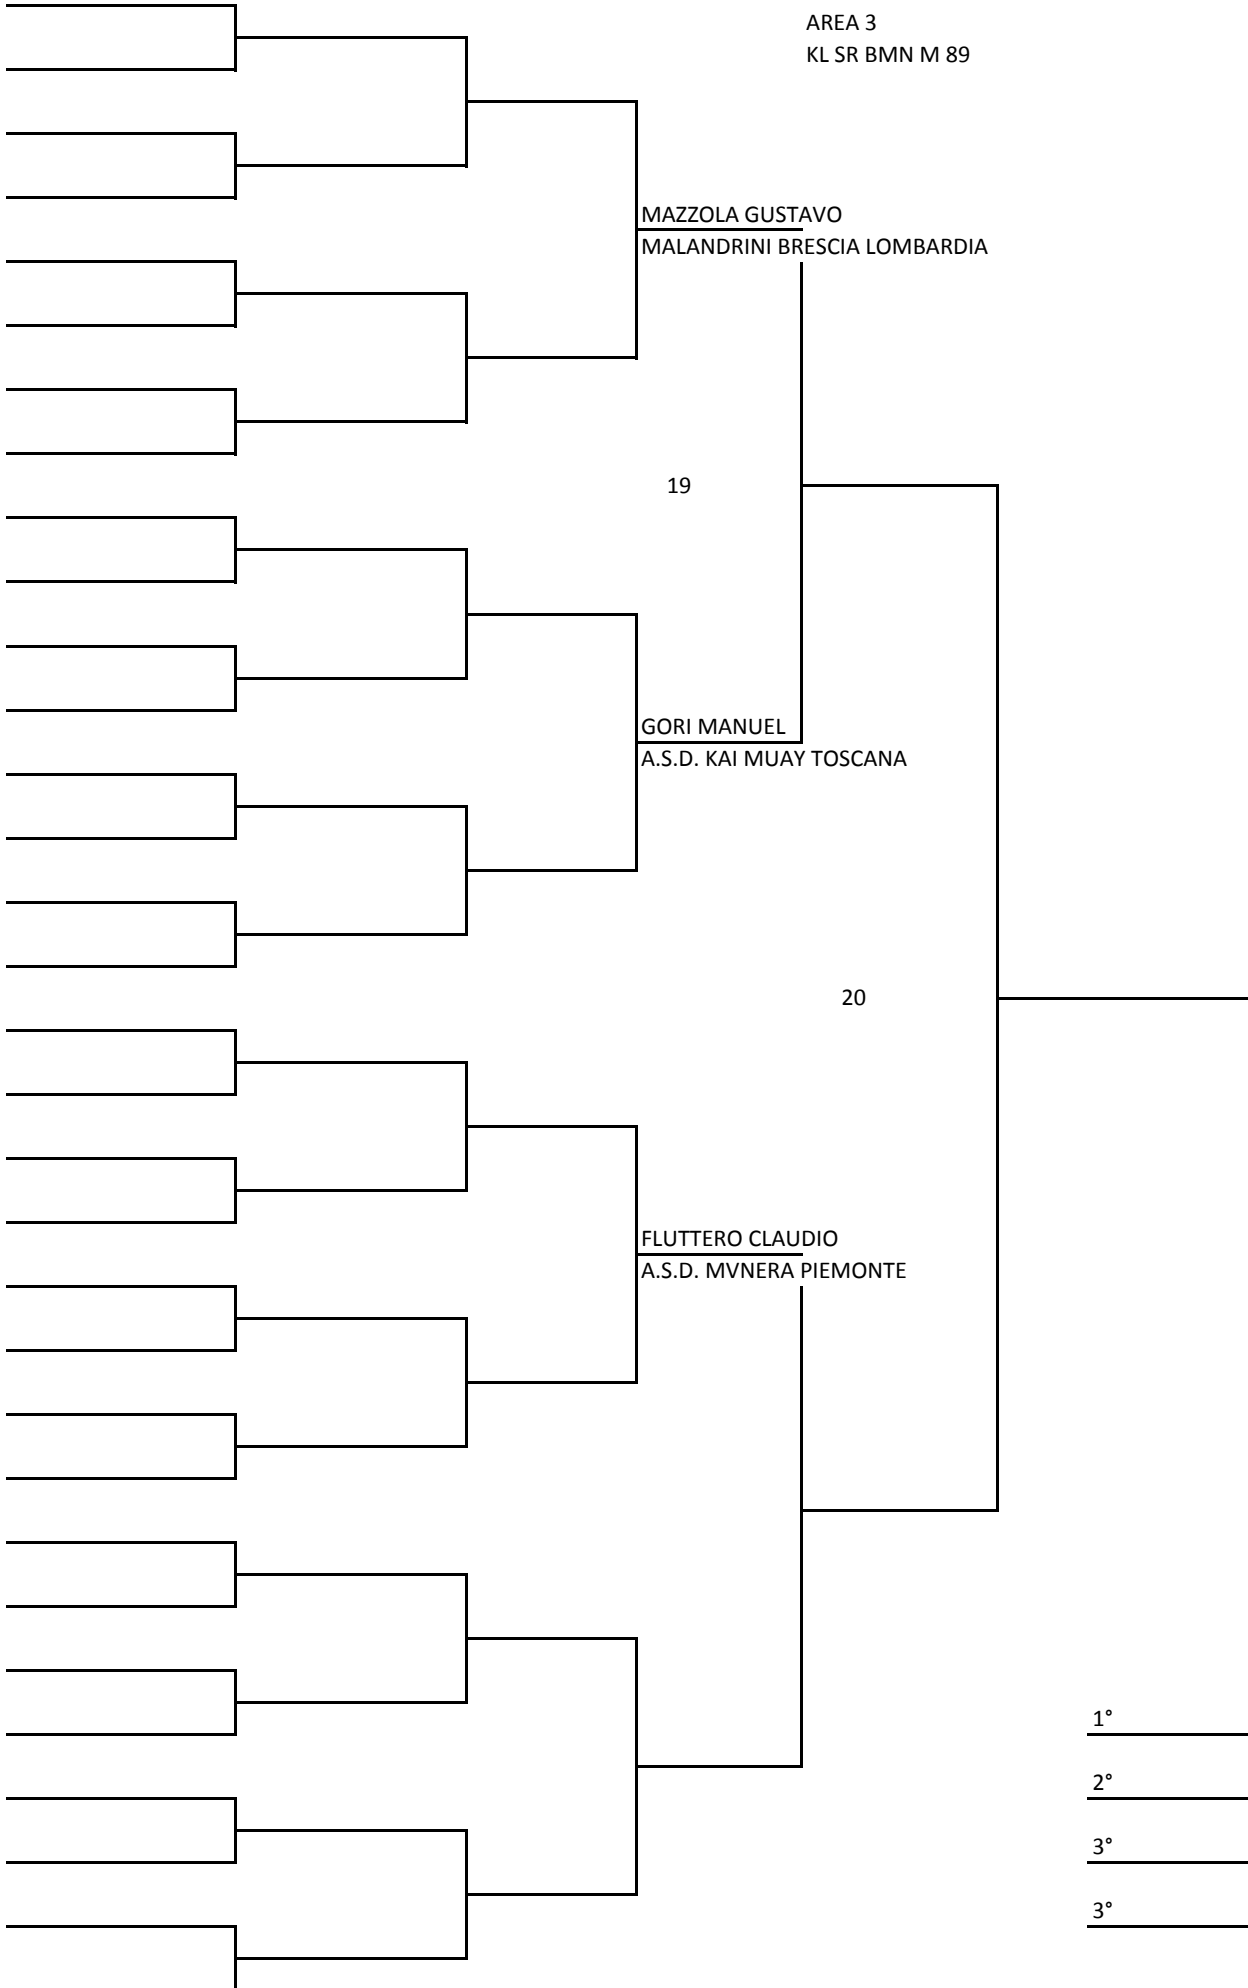 AREA 3
KL SR BMN M 89
MAZZOLA GUSTAVO
MALANDRINI BRESCIA LOMBARDIA
19
GORI MANUEL
A.S.D. KAI MUAY TOSCANA
20
FLUTTERO CLAUDIO
A.S.D. MVNERA PIEMONTE
1°
2°
3°
3°